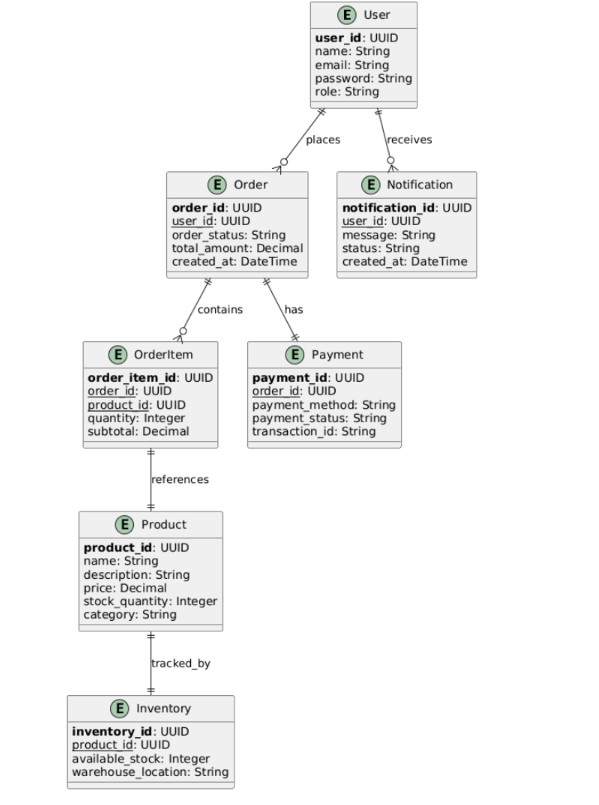 E User
user_id: UUID
name: String
email: String
password: String
role: String
places
receives
E Order
order_id: UUID
user_id: UUID
order_status: String
total_amount: Decimal
created_at: DateTime
E Notification
notification_id: UUID
user_id: UUID
message: String
status: String
created_at: DateTime
contains
has
E OrderItem
order_item_id: UUID
order_id: UUID
product_id: UUID
quantity: Integer
subtotal: Decimal
E Payment
payment_id: UUID
order_id: UUID
payment_method: String
payment_status: String
transaction_id: String
references
E Product
product_id: UUID
name: String
description: String
price: Decimal
stock_quantity: Integer
category: String
tracked_by
E Inventory
inventory_id: UUID
product_id: UUID
available_stock: Integer
warehouse_location: String